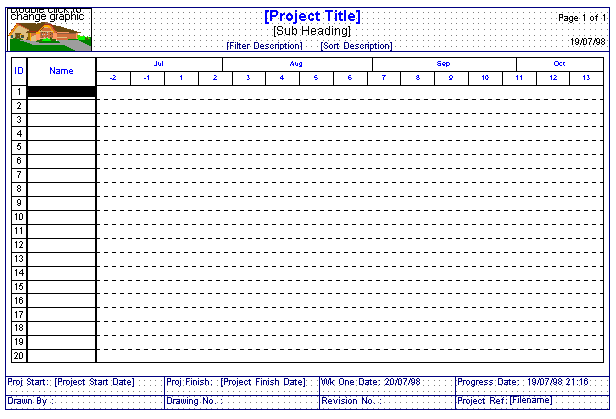 Double click to
change graphic
[Project Title]
Page 1 of 1
[Sub Heading]
[Filter Description] [Sort Description]
19/07/98
ID Name Jul Aug Sep Oct
-2 -1 1 2 3 4 5 6 7 8 9 10 11 12 13
1
2
3
4
5
6
7
8
9
10
11
12
13
14
15
16
17
18
19
20
Proj Start: [Project Start Date] Proj Finish: [Project Finish Date] Wk One Date: 20/07/98 Progress Date: 19/07/98 21:16
Drawn By : Drawing No. : Revision No. : Project Ref: [Filename]